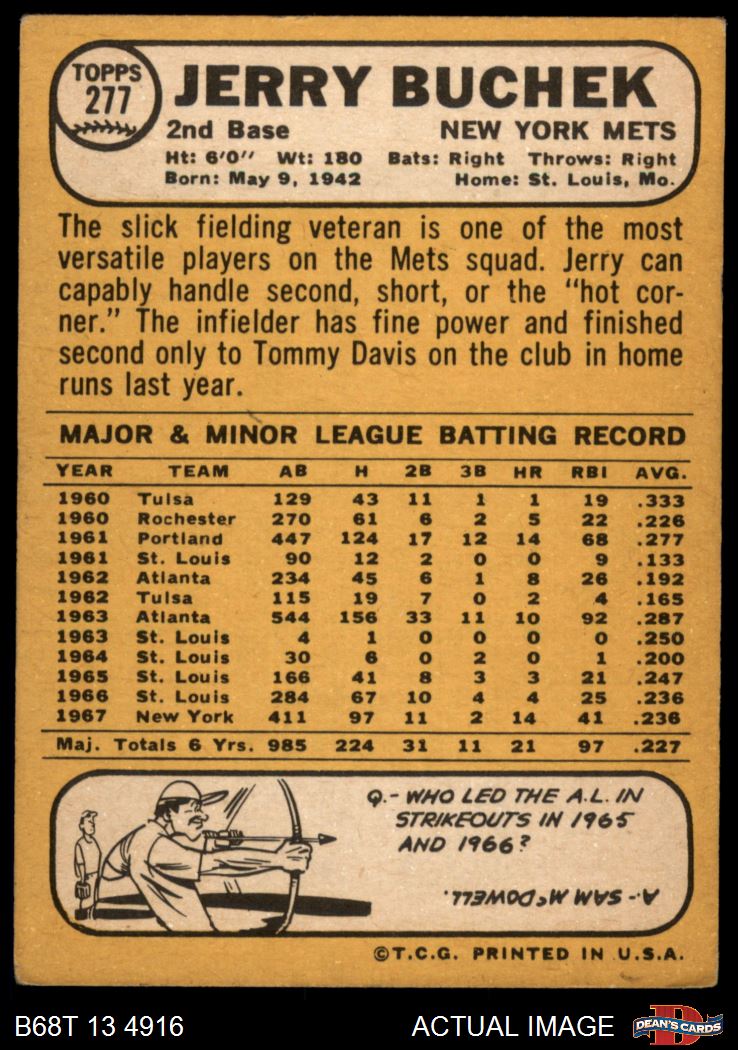 TOPPS
277
JERRY BUCHEK
2nd Base NEW YORK METS
Ht: 6'0" Wt: 180 Bats: Right Throws: Right
Born: May 9, 1942 Home: St. Louis, Mo.
The slick fielding veteran is one of the most
versatile players on the Mets squad. Jerry can
capably handle second, short, or the "hot cor-
ner." The infielder has fine power and finished
second only to Tommy Davis on the club in home
runs last year.
MAJOR & MINOR LEAGUE BATTING RECORD
YEAR TEAM AB H 2B 3B HR RBI AVG.
1960 Tulsa 129 43 11 1 1 19 .333
1960 Rochester 270 61 6 2 5 22 .226
1961 Portland 447 124 17 12 14 68 .277
1961 St. Louis 90 12 2 0 0 9 .133
1962 Atlanta 234 45 6 1 8 26 .192
1962 Tulsa 115 19 7 0 2 4 .165
1963 Atlanta 544 156 33 11 10 92 .287
1963 St. Louis 4 1 0 0 0 0 .250
1964 St. Louis 30 6 0 2 0 1 .200
1965 St. Louis 166 41 8 3 3 21 .247
1966 St. Louis 284 67 10 4 4 25 .236
1967 New York 411 97 11 2 14 41 .236
Maj. Totals 6 Yrs. 985 224 31 11 21 97 .227
Q.- WHO LED THE A.L. IN
STRIKEOUTS IN 1965
AND 1966?
A.- SAM McDOWELL.
©T.C.G. PRINTED IN U.S.A.
B68T 13 4916 ACTUAL IMAGE D DEAN'S CARDS